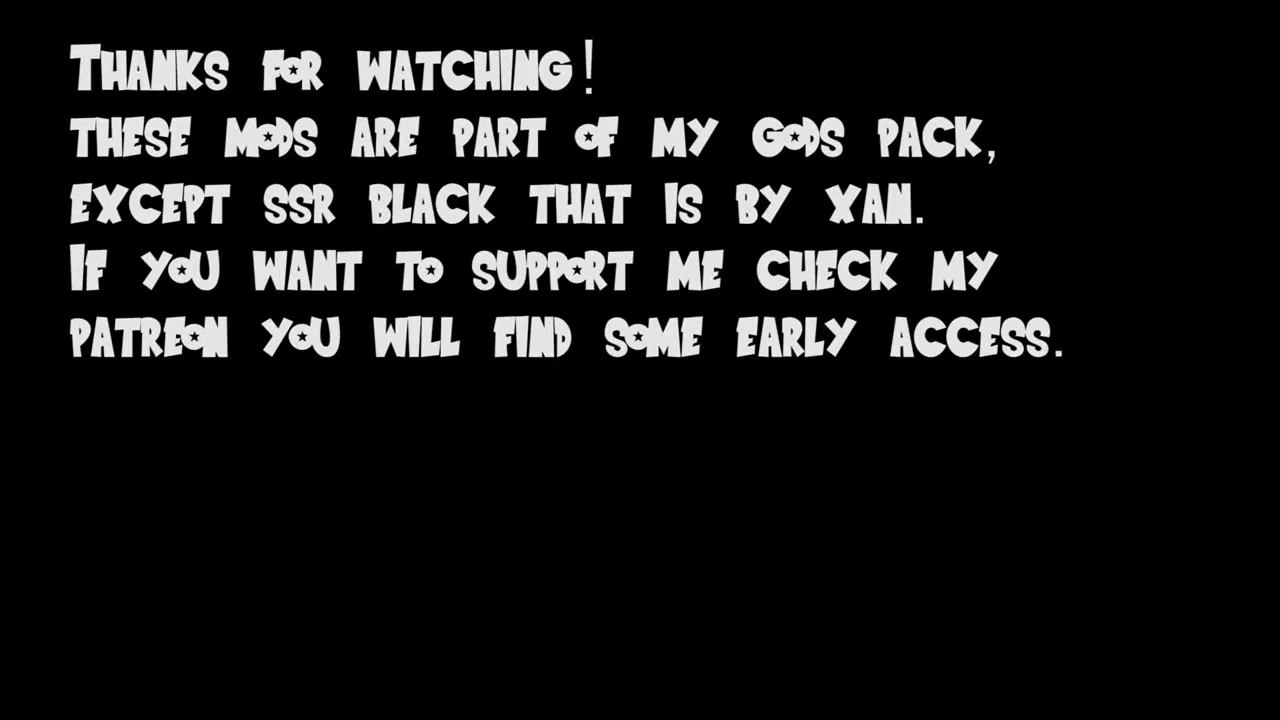 Thanks for watching!
these mods are part of my gods pack,
except ssr black that is by xan.
If you want to support me check my
patreon you will find some early access.